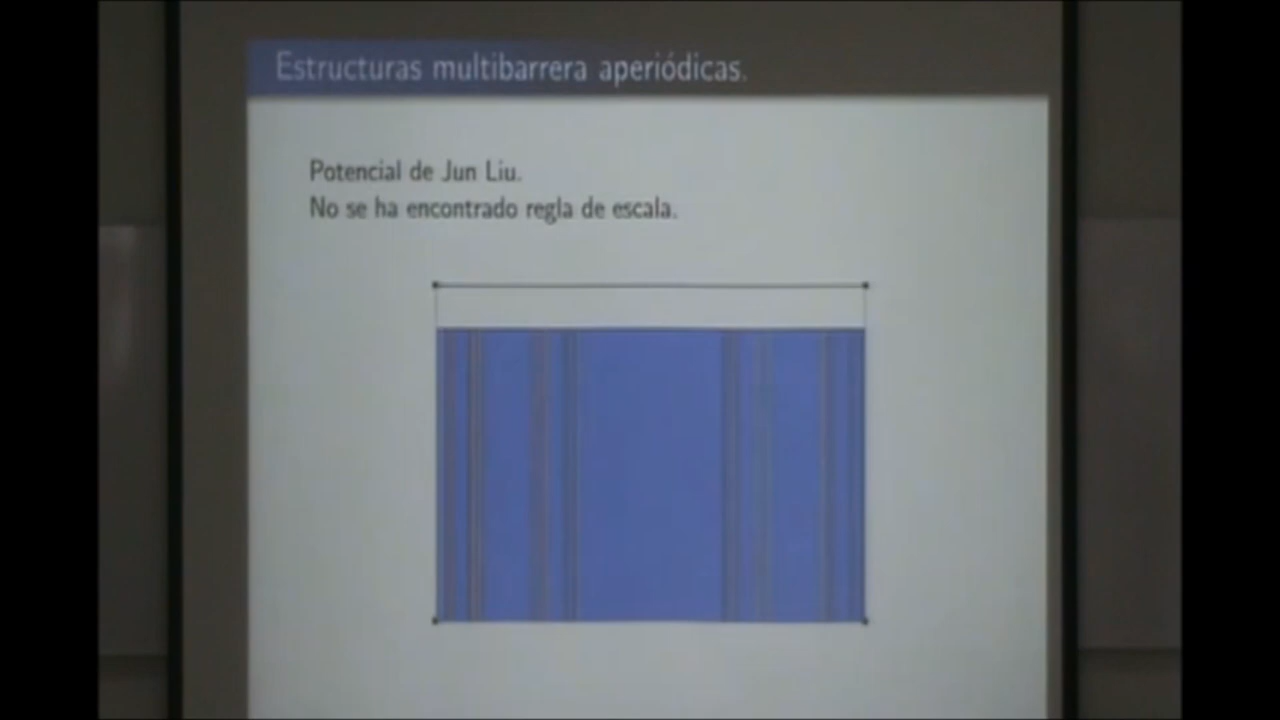 Estructuras multibarrera aperiódicas.
Potencial de Jun Liu.
No se ha encontrado regla de escala.